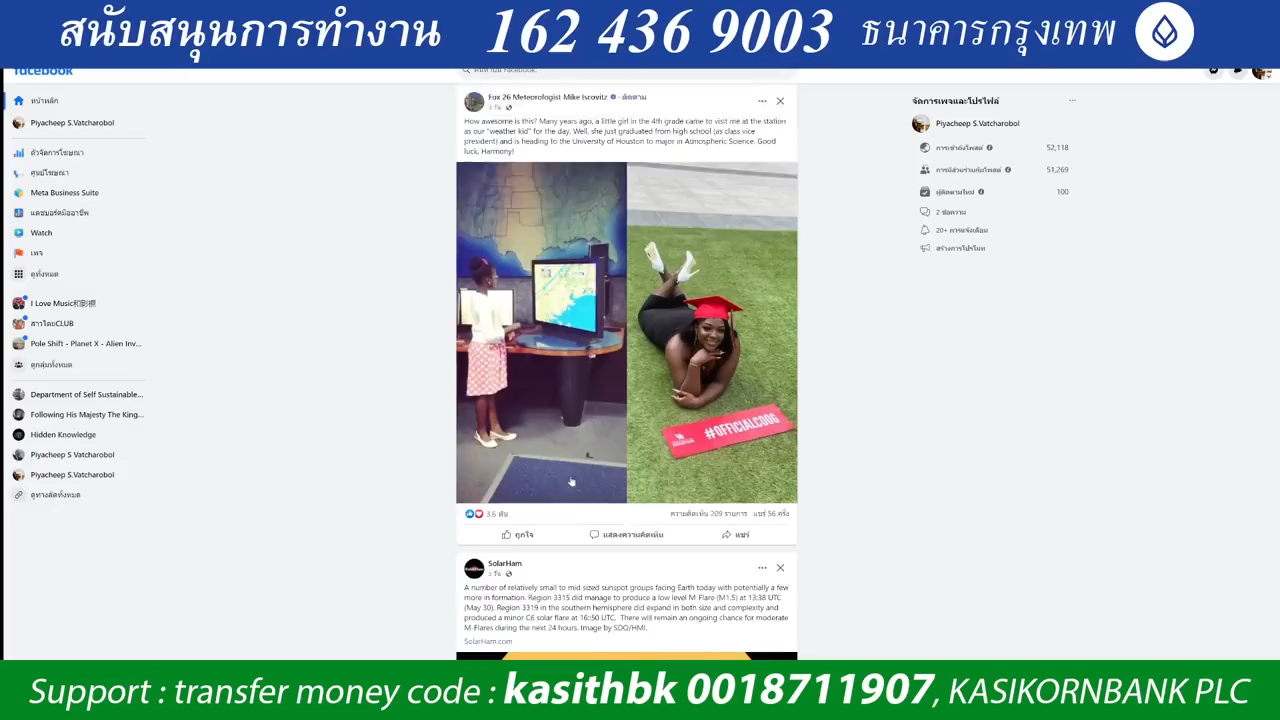 สนับสนุนการทำงาน 162 436 9003 ธนาคารกรุงเทพ
facebook
ค้นหาบน Facebook
หน้าหลัก
Piyacheep S.Vatcharobol
ตัวจัดการโฆษณา
ศูนย์โฆษณา
Meta Business Suite
แดชบอร์ดมืออาชีพ
Watch
เพจ
ดูทั้งหมด
I Love Music和影視
สาวโดยCLUB
Pole Shift - Planet X - Alien Inv...
ดูกลุ่มทั้งหมด
Department of Self Sustainable...
Following His Majesty The King...
Hidden Knowledge
Piyacheep S Vatcharobol
Piyacheep S.Vatcharobol
ดูทางลัดทั้งหมด
Fox 26 Meteorologist Mike Iscovitz · ติดตาม
3 วัน
How awesome is this? Many years ago, a little girl in the 4th grade came to visit me at the station
as our "weather kid" for the day. Well, she just graduated from high school (as class vice
president) and is heading to the University of Houston to major in Atmospheric Science. Good
luck, Harmony!
#OFFICIALCOOG
3.6 พัน
ความคิดเห็น 209 รายการ แชร์ 56 ครั้ง
ถูกใจ
แสดงความคิดเห็น
แชร์
SolarHam
5 วัน
A number of relatively small to mid sized sunspot groups facing Earth today with potentially a few
more in formation. Region 3315 did manage to produce a low level M-Flare (M1.5) at 13:38 UTC
(May 30). Region 3319 in the southern hemisphere did expand in both size and complexity and
produced a minor C6 solar flare at 16:50 UTC. There will remain an ongoing chance for moderate
M-Flares during the next 24 hours. Image by SDO/HMI.
SolarHam.com
จัดการเพจและโปรไฟล์
Piyacheep S.Vatcharobol
การเข้าถึงโพสต์ 52,118
การมีส่วนร่วมกับโพสต์ 51,269
ผู้ติดตามใหม่ 100
2 ข้อความ
20+ การแจ้งเตือน
สร้างการโปรโมท
Support : transfer money code : kasithbk 0018711907, KASIKORNBANK PLC